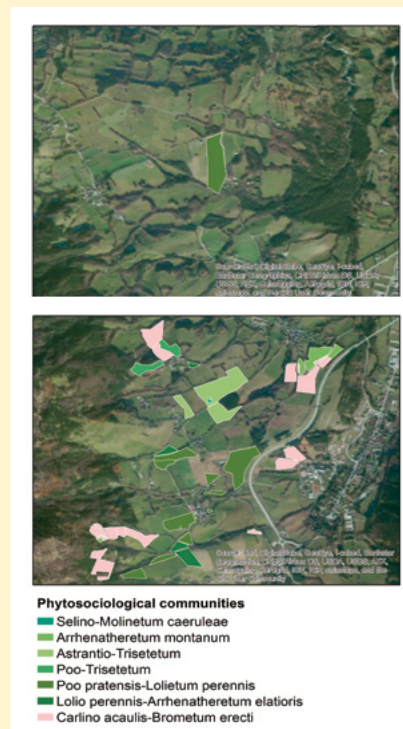 Phytosociological communities
Selino-Molinetum caeruleae
Arrhenatheretum montanum
Astrantio-Trisetetum
Poo-Trisetetum
Poo pratensis-Lolietum perennis
Lolio perennis-Arrhenatheretum elatioris
Carlino acaulis-Brometum erecti